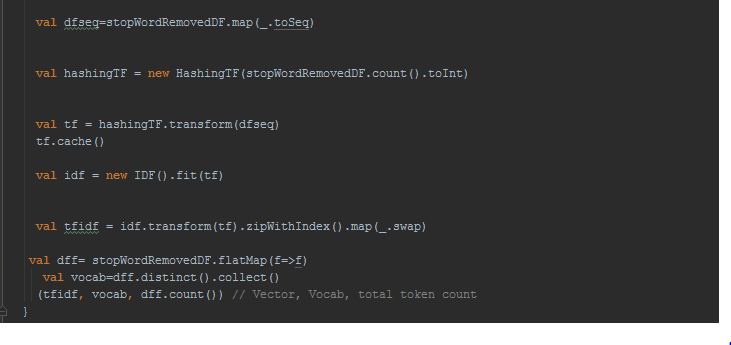 val dfseq=stopWordRemovedDF.map(_.toSeq)
val hashingTF = new HashingTF(stopWordRemovedDF.count().toInt)
val tf = hashingTF.transform(dfseq)
tf.cache()
val idf = new IDF().fit(tf)
val tfidf = idf.transform(tf).zipWithIndex().map(_.swap)
val dff= stopWordRemovedDF.flatMap(f=>f)
val vocab=dff.distinct().collect()
(tfidf, vocab, dff.count()) // Vector, Vocab, total token count
}